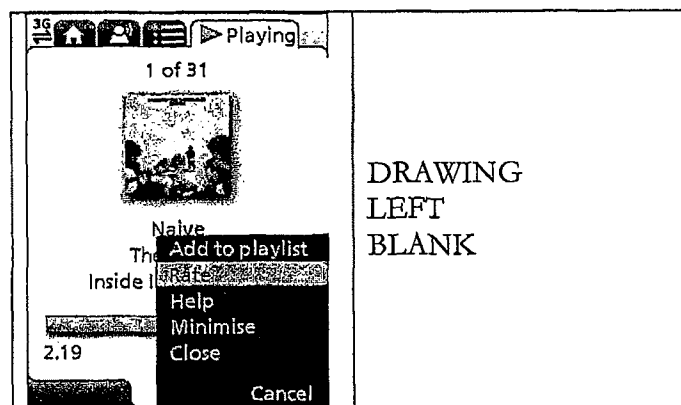 3G
Playing
1 of 31
Naive
The
Inside I
Add to playlist
Rate
Help
Minimise
Close
2.19
Cancel
DRAWING
LEFT
BLANK